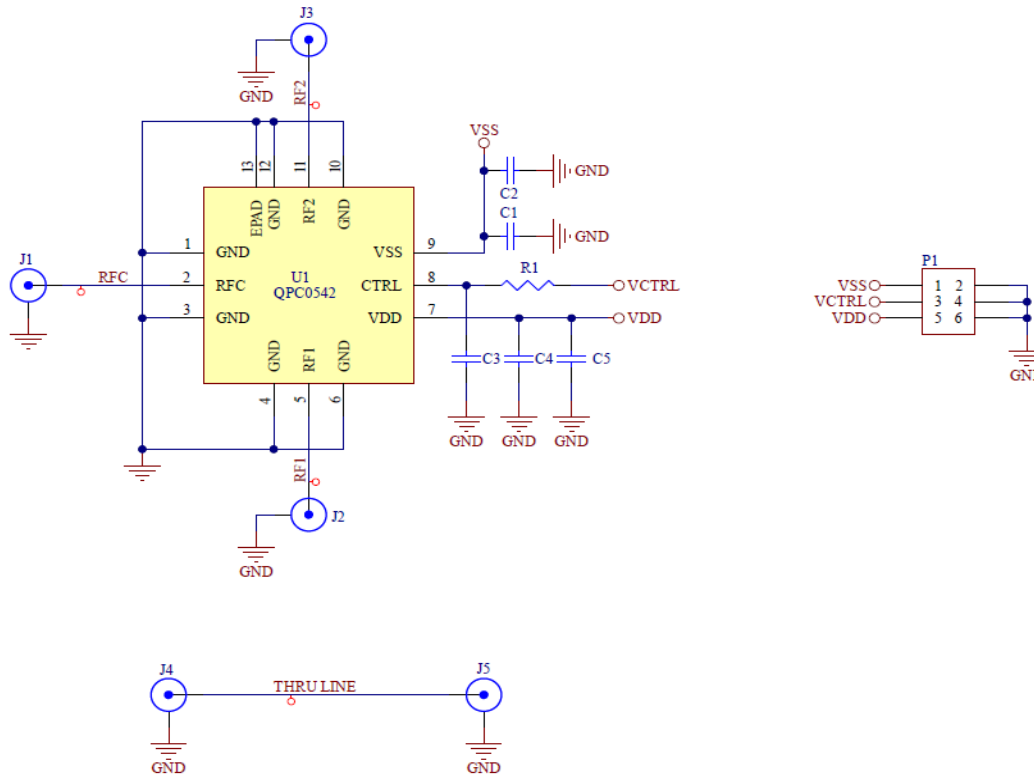 J3
GND
RF2
VSS
13
12
11
10
C2
GND
EPAD
GND
RF2
GND
C1
GND
1
GND
VSS
9
J1
RFC
2
RFC
U1
QPC0542
CTRL
8
R1
VCTRL
3
GND
VDD
7
VDD
P1
VSS
1 2
VCTRL
3 4
VDD
5 6
GND
GND
RF1
GND
C3
C4
C5
4
5
6
GND
GND
GND
RF1
J2
GND
J4
THRU LINE
J5
GND
GND